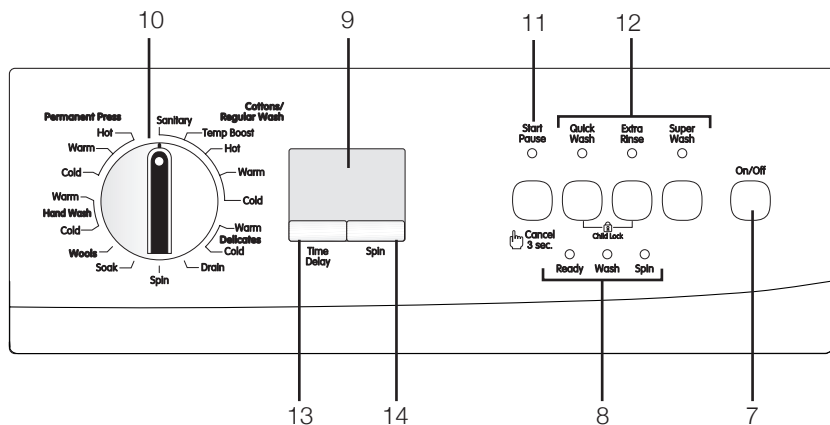 10
9
11
12
Permanent Press
Hot
Warm
Cold
Warm
Hand Wash
Cold
Wools
Soak
Spin
Sanitary
Cottons/
Regular Wash
Temp Boost
Hot
Warm
Cold
Warm
Delicates
Cold
Drain
Time
Delay
Spin
Start
Pause
Quick
Wash
Extra
Rinse
Super
Wash
On/Off
Cancel
3 sec.
Child Lock
Ready
Wash
Spin
13
14
8
7